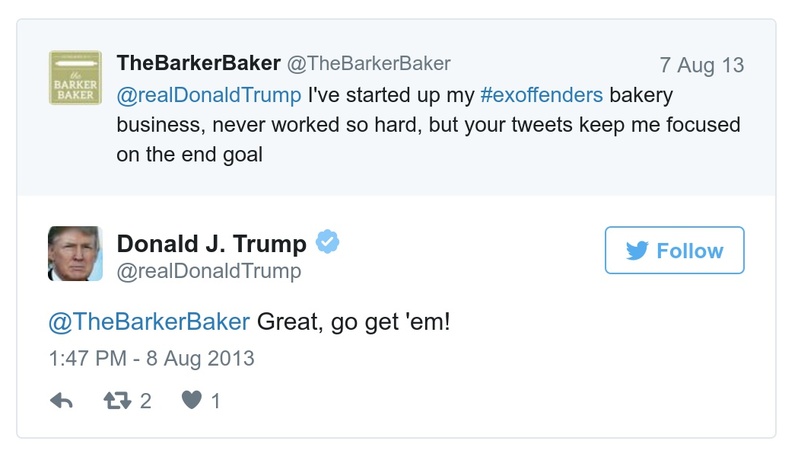 TheBarkerBaker @TheBarkerBaker 7 Aug 13
@realDonaldTrump I've started up my #exoffenders bakery
business, never worked so hard, but your tweets keep me focused
on the end goal
the
BARKER
BAKER
Donald J. Trump
@realDonaldTrump
Follow
@TheBarkerBaker Great, go get 'em!
1:47 PM - 8 Aug 2013
2 1